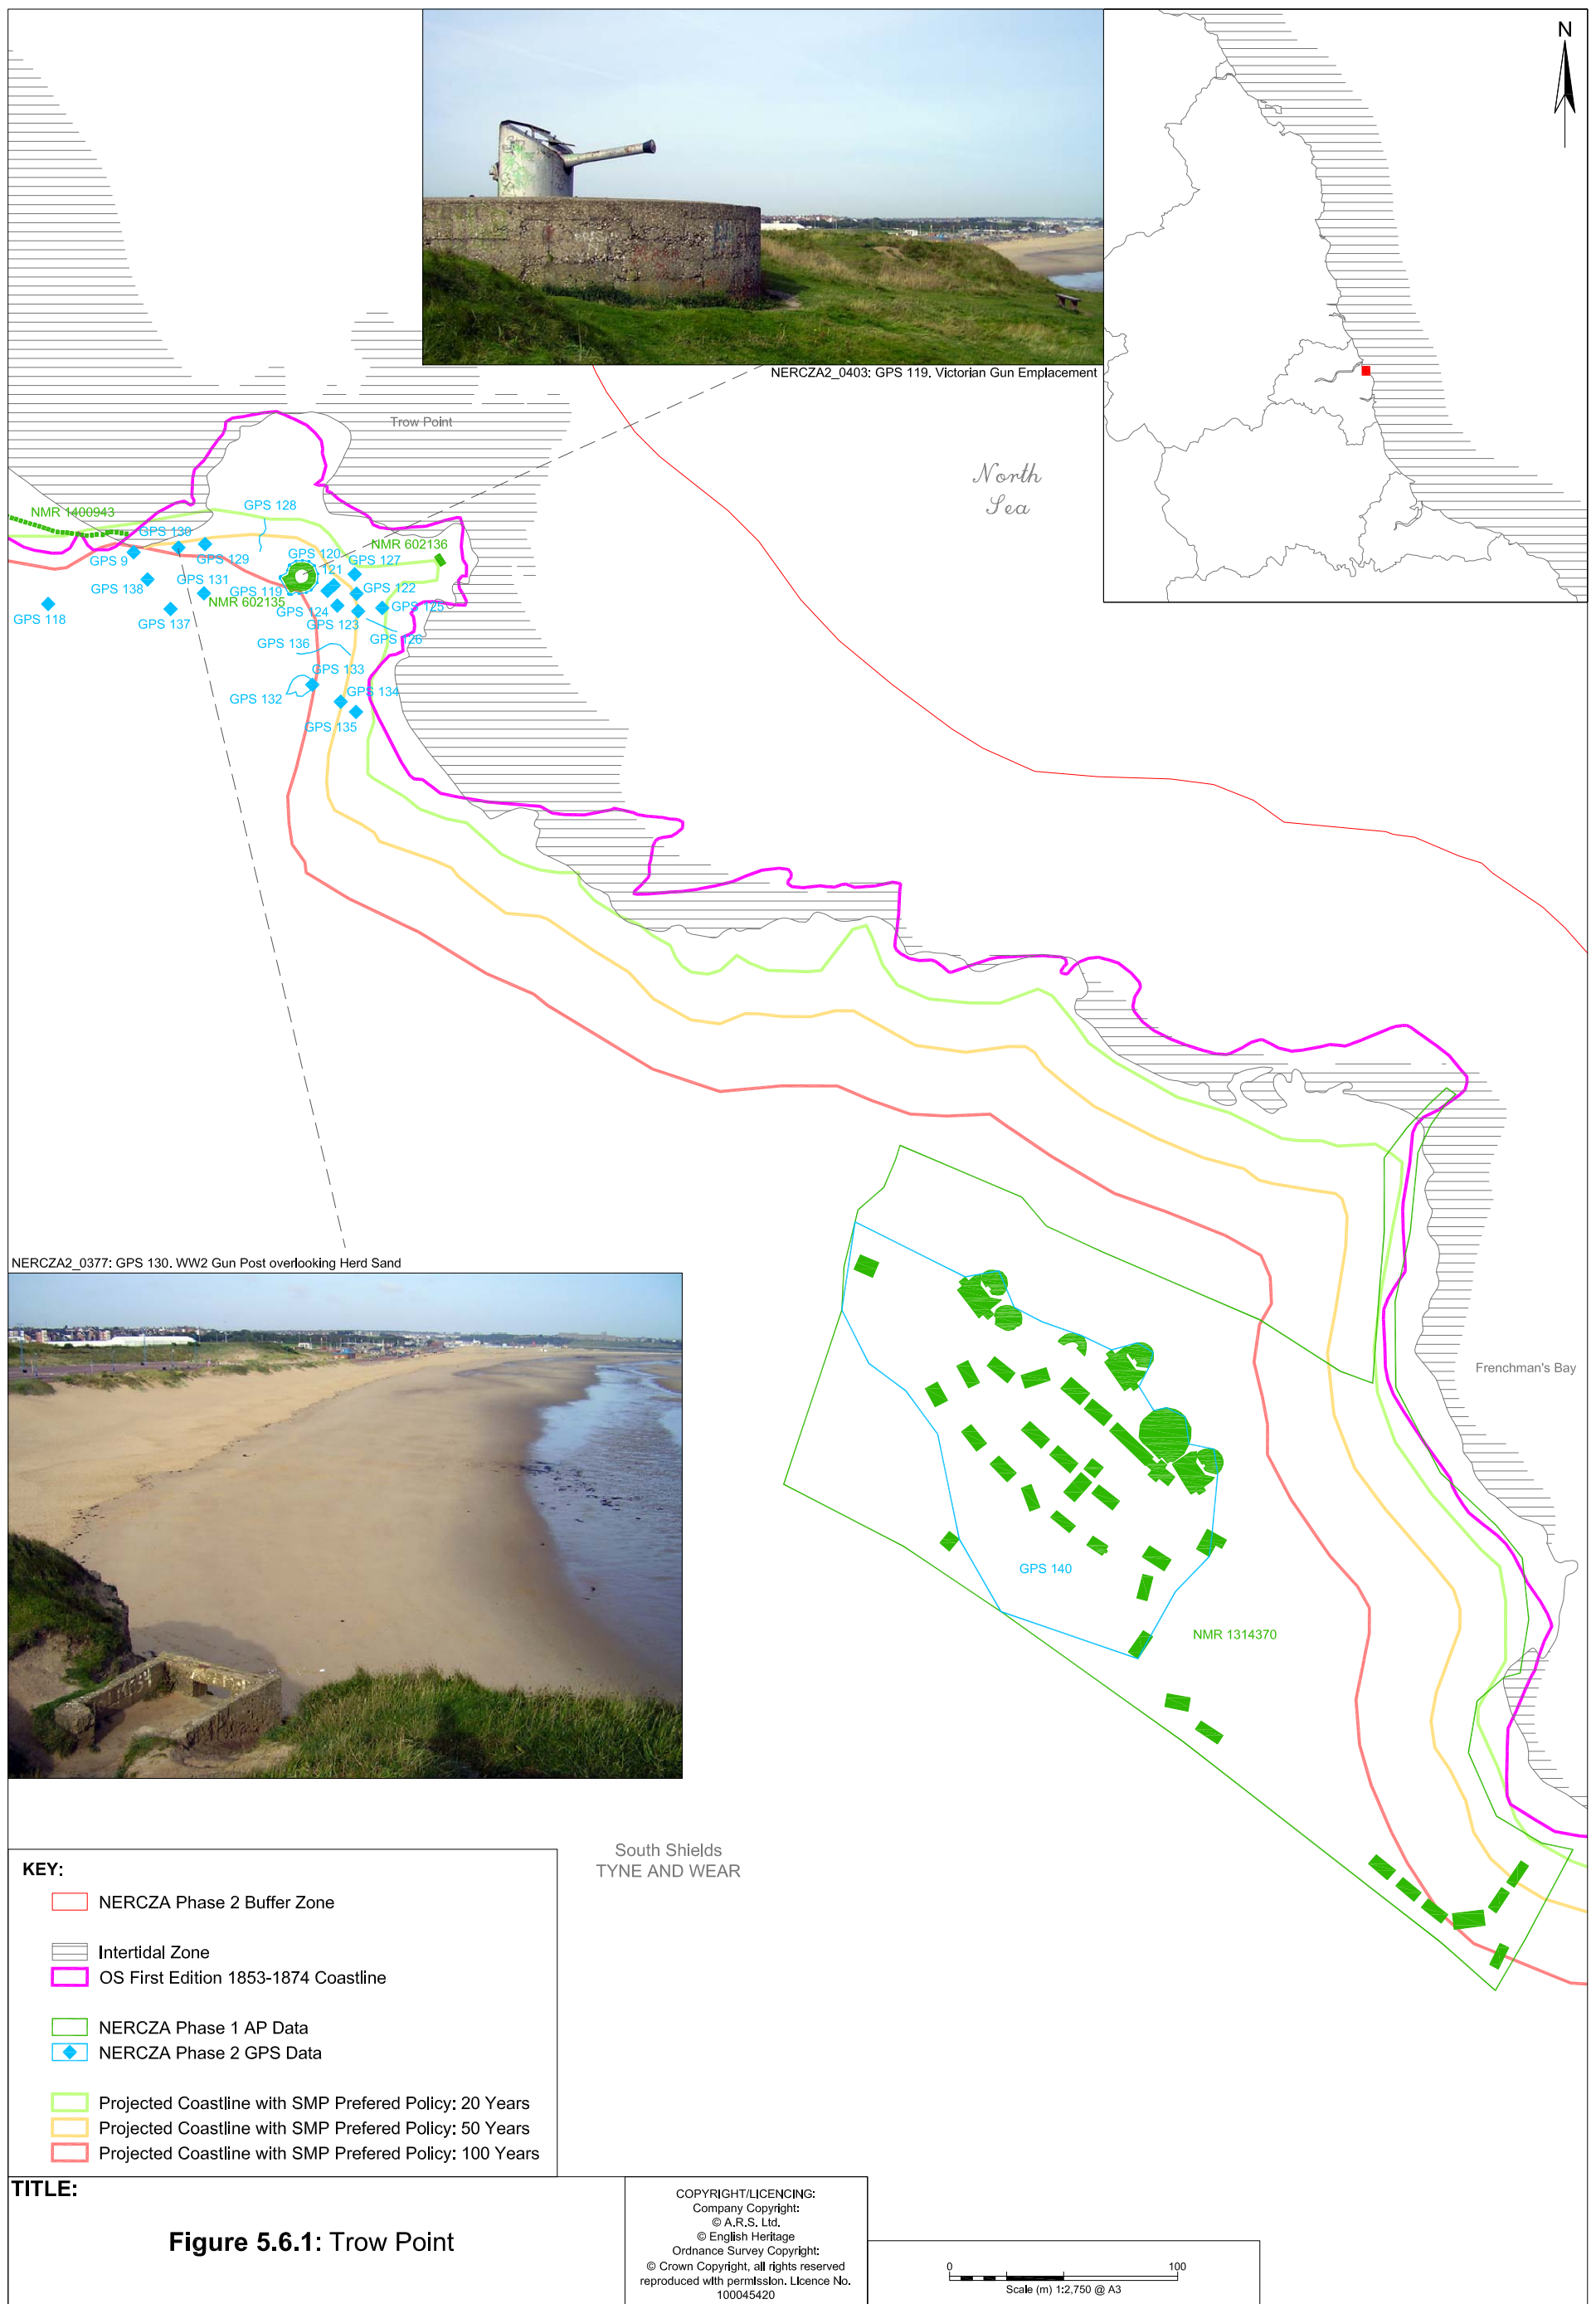 N
NERCZA2_0403: GPS 119. Victorian Gun Emplacement
Trow Point
North
Sea
NMR 1400943
GPS 128
GPS 130
GPS 9
GPS 129
GPS 120
NMR 602136
GPS 127
121
GPS 138
GPS 131
GPS 119
GPS 122
NMR 602135
GPS 124
GPS 125
GPS 118
GPS 137
GPS 123
GPS 126
GPS 136
GPS 133
GPS 132
GPS 134
GPS 135
NERCZA2_0377: GPS 130. WW2 Gun Post overlooking Herd Sand
Frenchman's Bay
GPS 140
NMR 1314370
South Shields
TYNE AND WEAR
KEY:
NERCZA Phase 2 Buffer Zone
Intertidal Zone
OS First Edition 1853-1874 Coastline
NERCZA Phase 1 AP Data
NERCZA Phase 2 GPS Data
Projected Coastline with SMP Prefered Policy: 20 Years
Projected Coastline with SMP Prefered Policy: 50 Years
Projected Coastline with SMP Prefered Policy: 100 Years
TITLE:
Figure 5.6.1: Trow Point
COPYRIGHT/LICENCING:
Company Copyright:
© A.R.S. Ltd.
© English Heritage
Ordnance Survey Copyright:
© Crown Copyright, all rights reserved
reproduced with permission. Licence No.
100045420
0 100
Scale (m) 1:2,750 @ A3